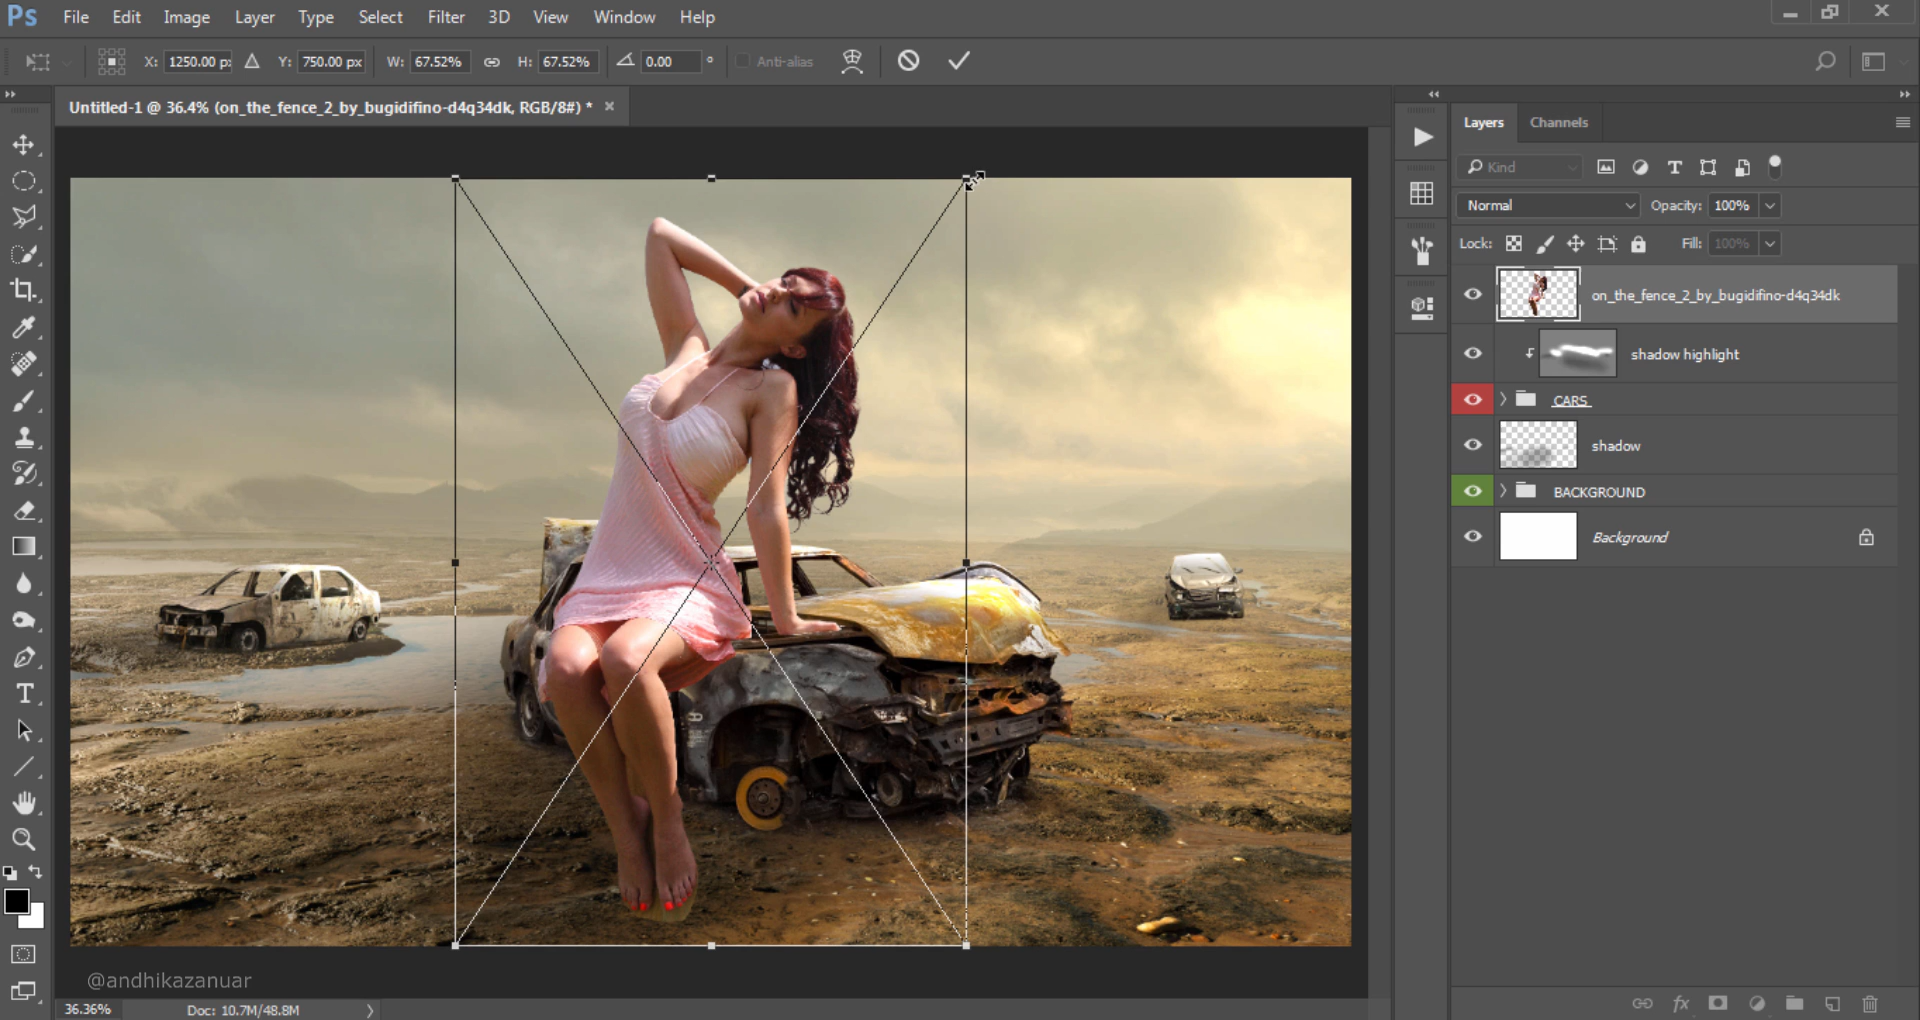 Ps File Edit Image Layer Type Select Filter 3D View Window Help
X: 1250.00 p: Y: 750.00 px W: 67.52% H: 67.52% 0.00 ° Anti-alias
Untitled-1 @ 36.4% (on_the_fence_2_by_bugidifino-d4q34dk, RGB/8#) * ×
Layers Channels
Kind
Normal Opacity: 100%
Lock: Fill: 100%
on_the_fence_2_by_bugidifino-d4q34dk
shadow highlight
CARS
shadow
BACKGROUND
Background
@andhikazanuar
36.36% Doc: 10.7M/48.8M